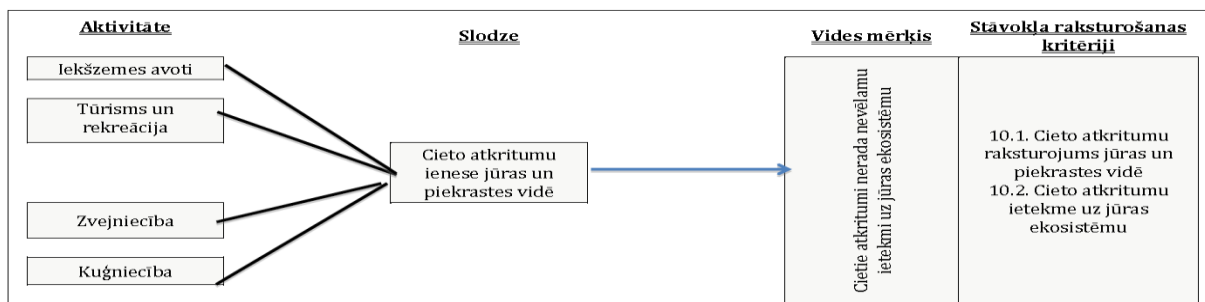 Aktivitāte
Iekšzemes avoti
Tūrisms un
rekreācija
Zvejniecība
Kuģniecība
Slodze
Cieto atkritumu
ienese jūras un
piekrastes vidē
Vides mērķis
Cietie atkritumi nerada nevēlamu
ietekmi uz jūras ekosistēmu
Stāvokļa raksturošanas
kritēriji
10.1. Cieto atkritumu
raksturojums jūras un
piekrastes vidē
10.2. Cieto atkritumu
ietekme uz jūras
ekosistēmu